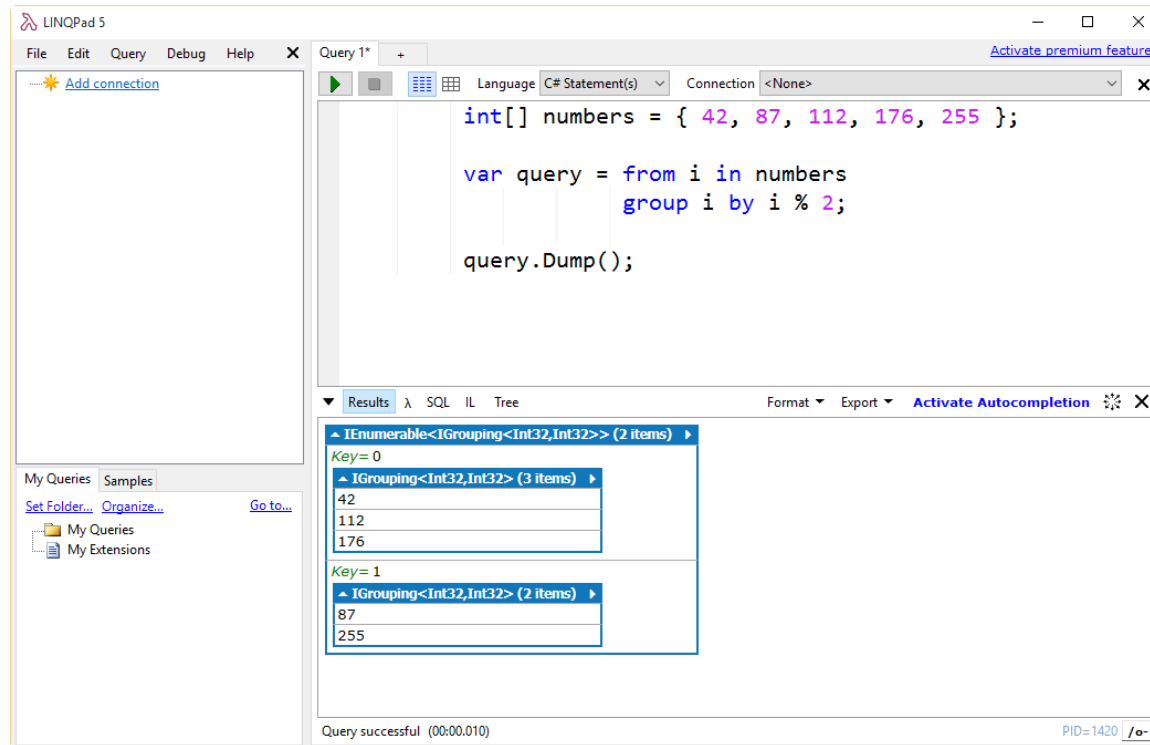 LINQPad 5
File Edit Query Debug Help
Add connection
My Queries Samples
Set Folder... Organize... Go to...
My Queries
My Extensions
Query 1* +
Activate premium feature
Language C# Statement(s) Connection <None>
int[] numbers = { 42, 87, 112, 176, 255 };
var query = from i in numbers
group i by i % 2;
query.Dump();
Results λ SQL IL Tree Format Export Activate Autocompletion
IEnumerable<IGrouping<Int32,Int32>> (2 items)
Key= 0
IGrouping<Int32,Int32> (3 items)
42
112
176
Key= 1
IGrouping<Int32,Int32> (2 items)
87
255
Query successful (00:00.010) PID=1420 /o-